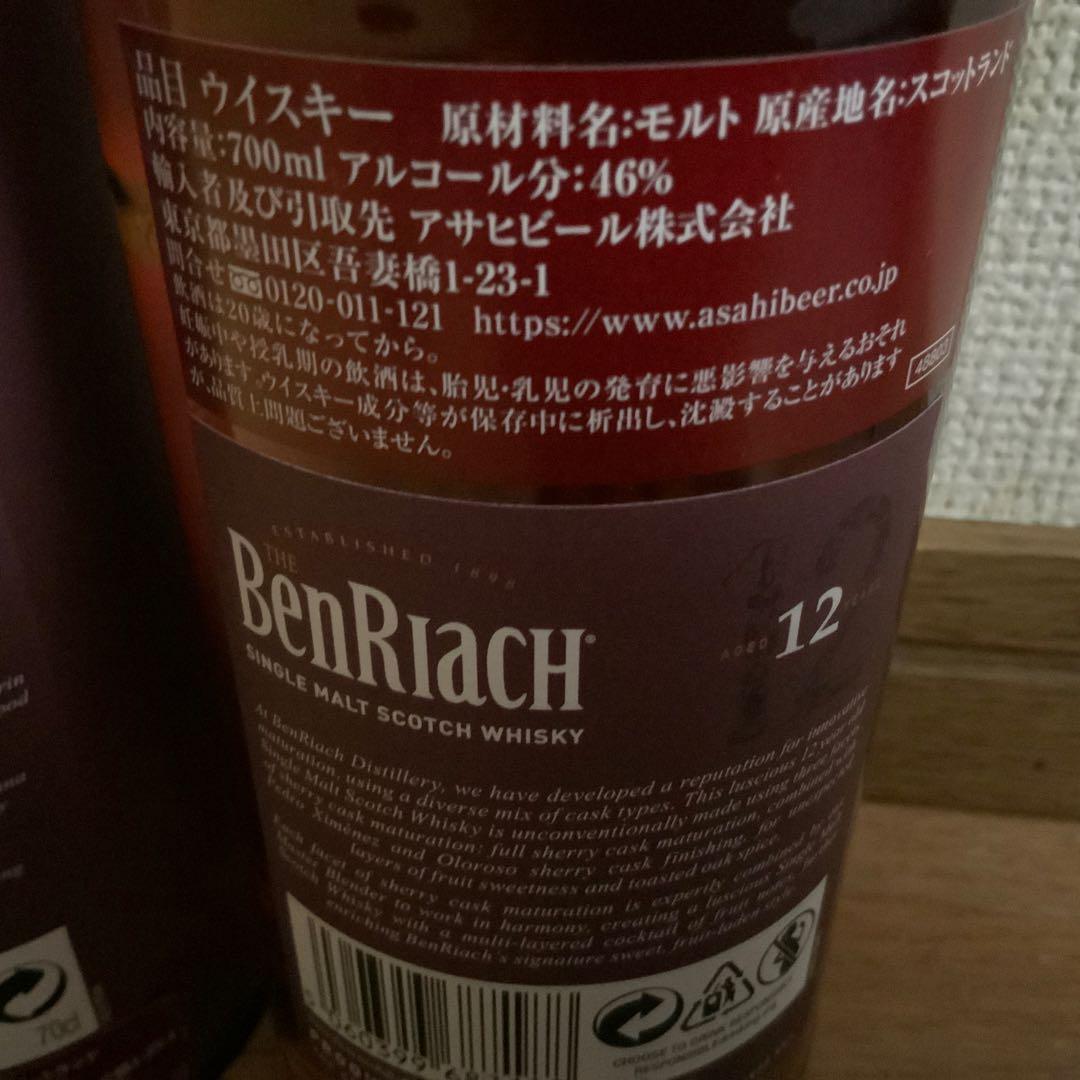 品目 ウイスキー 原材料名:モルト 原産地名:スコットランド
内容量:700ml アルコール分:46%
輸入者及び引取先 アサヒビール株式会社
東京都墨田区吾妻橋1-23-1
問合せ 0120-011-121 https://www.asahibeer.co.jp
飲酒は20歳になってから。
妊娠中や授乳期の飲酒は、胎児・乳児の発育に悪影響を与えるおそれ
があります。ウイスキー成分等が保存中に析出し、沈澱することがあります
が、品質上問題ございません。
ESTABLISHED 1898
THE
BENRIACH®
SINGLE MALT SCOTCH WHISKY
AGED 12 YEARS
At BenRiach Distillery, we have developed a reputation for innovative
maturation, using a diverse mix of cask types. This luscious 12 year old
Single Malt Scotch Whisky is unconventionally made using three facets
of sherry cask maturation: full sherry cask maturation, combined with
Pedro Ximénez and Oloroso sherry cask finishing, for uncommon
layers of fruit sweetness and toasted oak spice.
Each facet of sherry cask maturation is expertly combined by our
Master Blender to work in harmony, creating a luscious Single Malt
Scotch Whisky with a multi-layered cocktail of fruit notes,
enriching BenRiach's signature sweet, fruit-laden style.
CHOOSE TO DRINK RESPONSIBLY
70cl